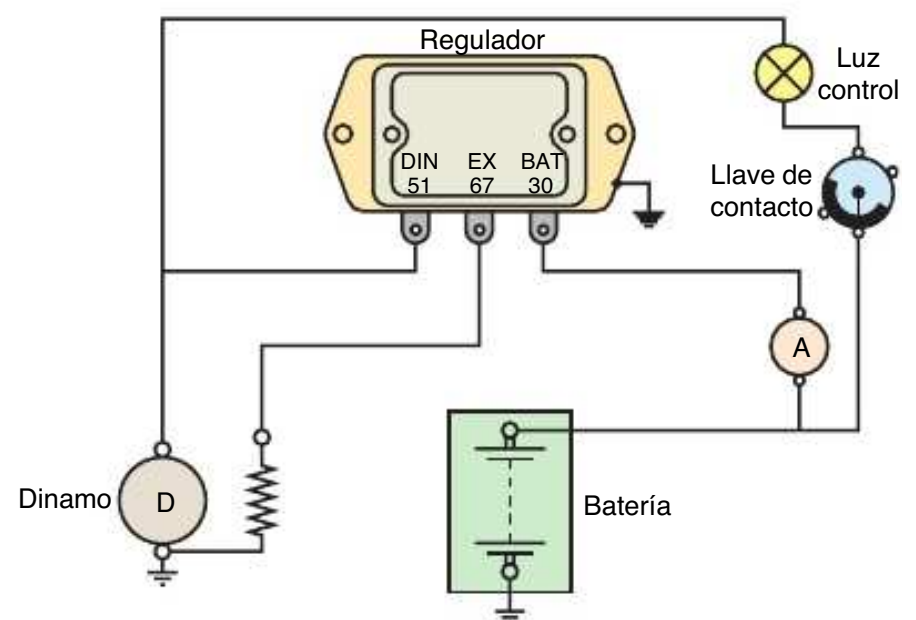 Regulador
Luz
control
DIN EX BAT
51 67 30
Llave de
contacto
A
Dinamo
D
Batería